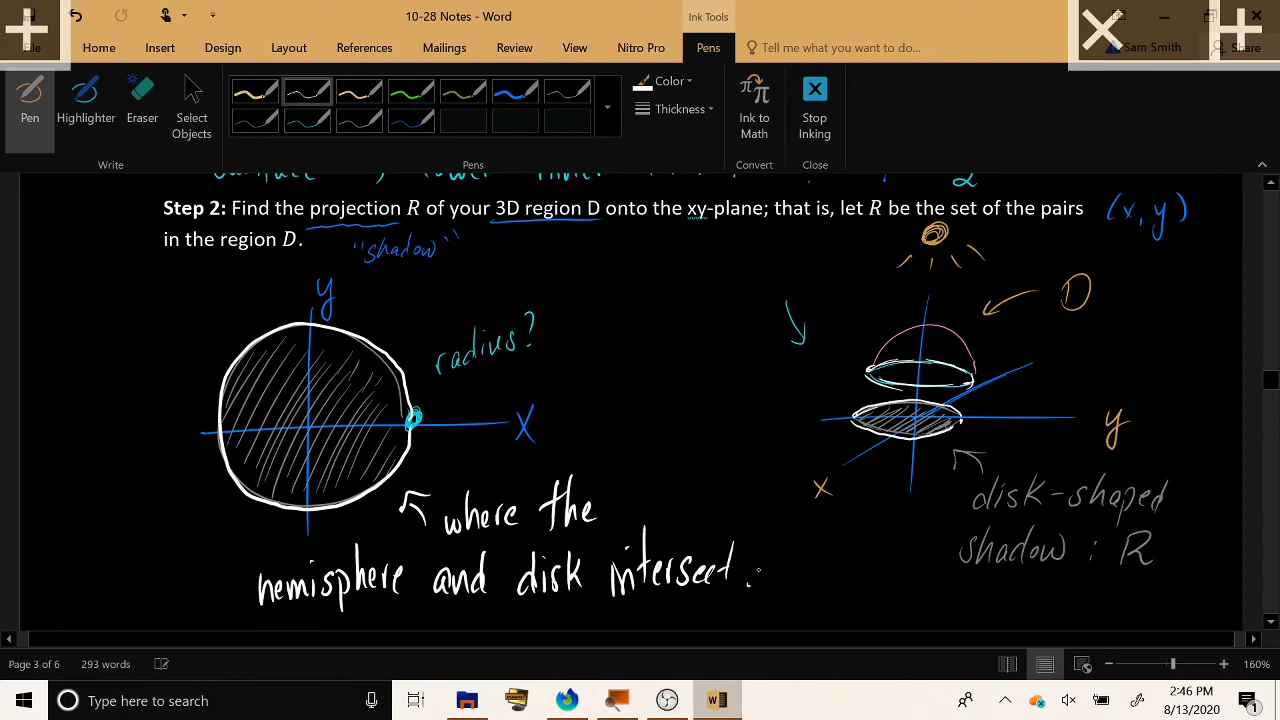 10-28 Notes - Word
Ink Tools
File Home Insert Design Layout References Mailings Review View Nitro Pro Pens Tell me what you want to do... Sam Smith Share
Pen Highlighter Eraser Select Objects
Color
Thickness
Ink to Math
Stop Inking
Write Pens Convert Close
Step 2: Find the projection R of your 3D region D onto the xy-plane; that is, let R be the set of the pairs (x, y)
in the region D.
"shadow"
y
radius?
x
D
y
x
where the
hemisphere and disk intersect.
disk-shaped
shadow: R
Page 3 of 6 293 words 160%
Type here to search
2:46 PM
8/13/2020
1